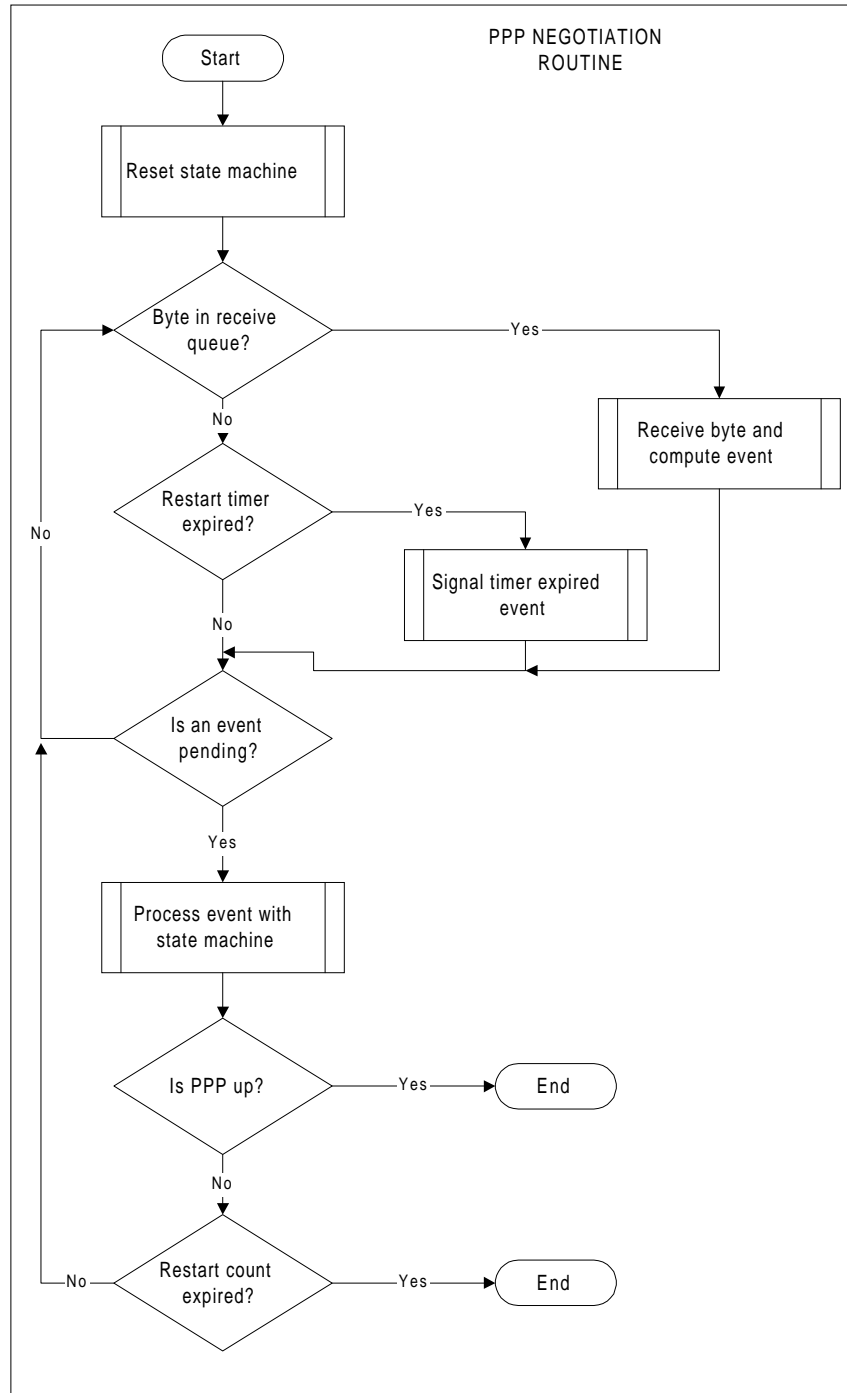 PPP NEGOTIATION
ROUTINE
Start
Reset state machine
Byte in receive
queue?
Yes
No
Receive byte and
compute event
Restart timer
expired?
Yes
No
Signal timer expired
event
No
Is an event
pending?
Yes
Process event with
state machine
Is PPP up?
Yes
End
No
Restart count
expired?
No
Yes
End